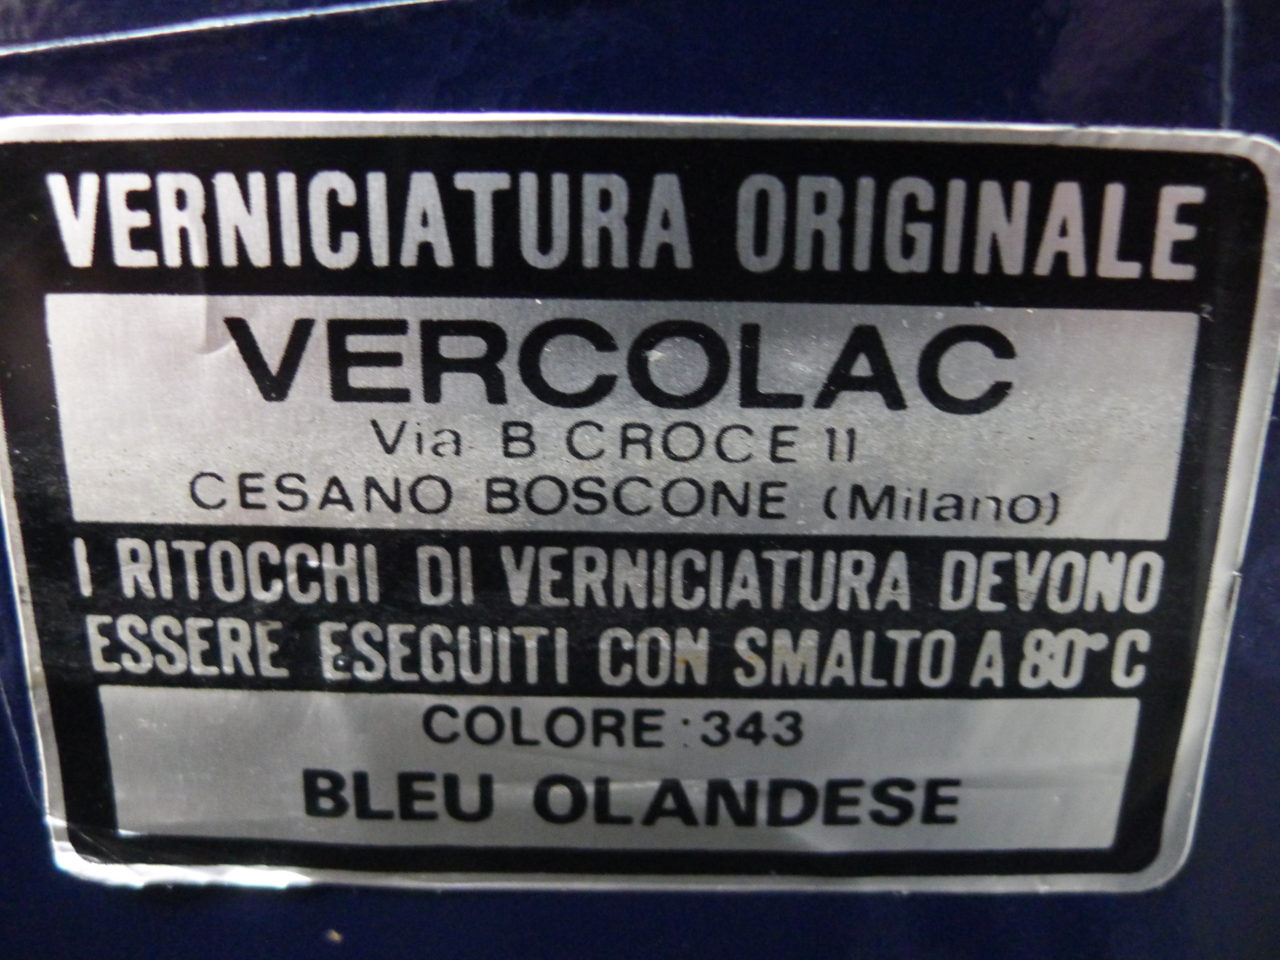 VERNICIATURA ORIGINALE
VERCOLAC
Via B CROCE 11
CESANO BOSCONE (Milano)
I RITOCCHI DI VERNICIATURA DEVONO
ESSERE ESEGUITI CON SMALTO A 80°C
COLORE : 343
BLEU OLANDESE